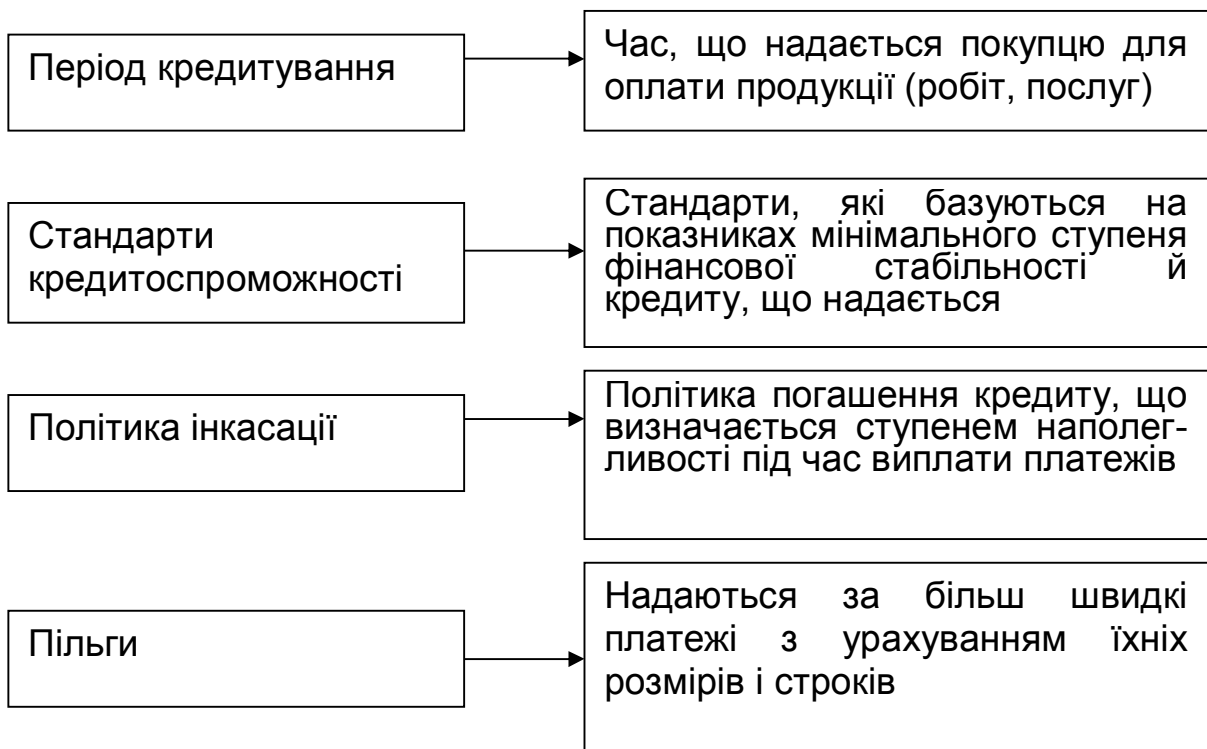 Період кредитування
Час, що надається покупцю для
оплати продукції (робіт, послуг)
Стандарти
кредитоспроможності
Стандарти, які базуються на
показниках мінімального ступеня
фінансової стабільності й
кредиту, що надається
Політика інкасації
Політика погашення кредиту, що
визначається ступенем наполег-
ливості під час виплати платежів
Пільги
Надаються за більш швидкі
платежі з урахуванням їхніх
розмірів і строків